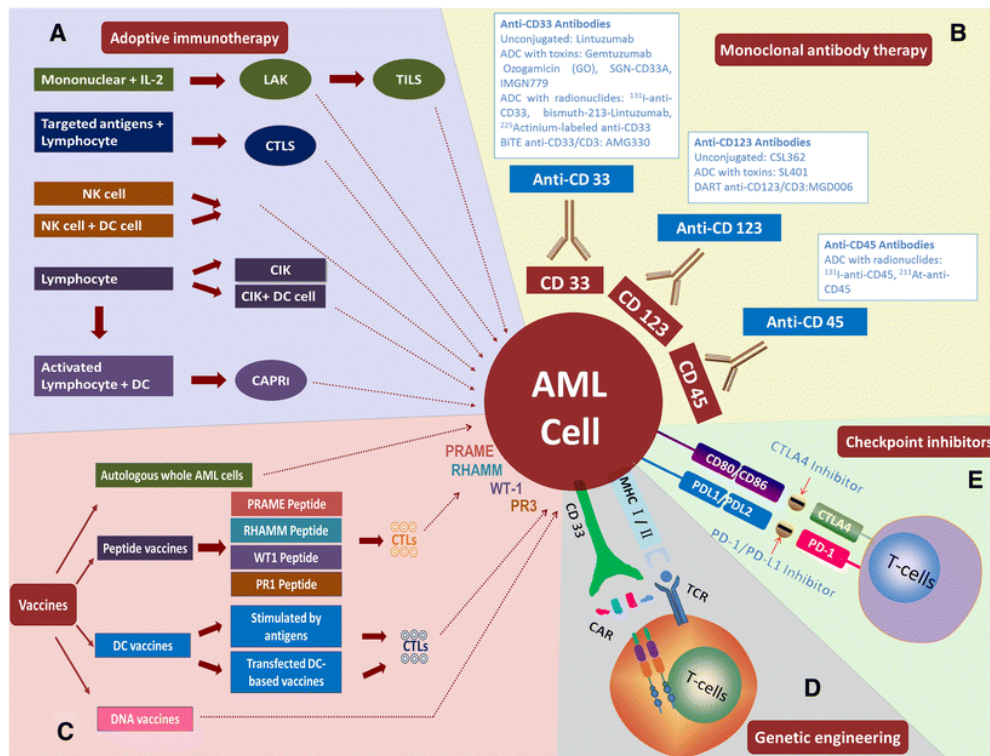 A
Adoptive immunotherapy
Mononuclear + IL-2
LAK
TILS
Targeted antigens +
Lymphocyte
CTLS
NK cell
NK cell + DC cell
Lymphocyte
CIK
CIK+ DC cell
Activated
Lymphocyte + DC
CAPRI
B
Monoclonal antibody therapy
Anti-CD33 Antibodies
Unconjugated: Lintuzumab
ADC with toxins: Gemtuzumab
Ozogamicin (GO), SGN-CD33A,
IMGN779
ADC with radionuclides: ¹³¹I-anti-
CD33, bismuth-213-Lintuzumab,
²²⁵Actinium-labeled anti-CD33
BiTE anti-CD33/CD3: AMG330
Anti-CD 33
Anti-CD123 Antibodies
Unconjugated: CSL362
ADC with toxins: SL401
DART anti-CD123/CD3:MGD006
Anti-CD 123
Anti-CD45 Antibodies
ADC with radionuclides:
¹³¹I-anti-CD45, ²¹¹At-anti-
CD45
Anti-CD 45
CD 33
CD 123
CD 45
AML
Cell
C
Vaccines
Autologous whole AML cells
Peptide vaccines
PRAME Peptide
RHAMM Peptide
WT1 Peptide
PR1 Peptide
CTLs
DC vaccines
Stimulated by
antigens
Transfected DC-
based vaccines
CTLs
DNA vaccines
PRAME
RHAMM
WT-1
PR3
CD 33
MHC I / II
TCR
CAR
T-cells
D
Genetic engineering
E
Checkpoint inhibitors
CD80/CD86
PDL1/PDL2
CTLA4 Inhibitor
CTLA4
PD-1
PD-1/PD-L1 Inhibitor
T-cells